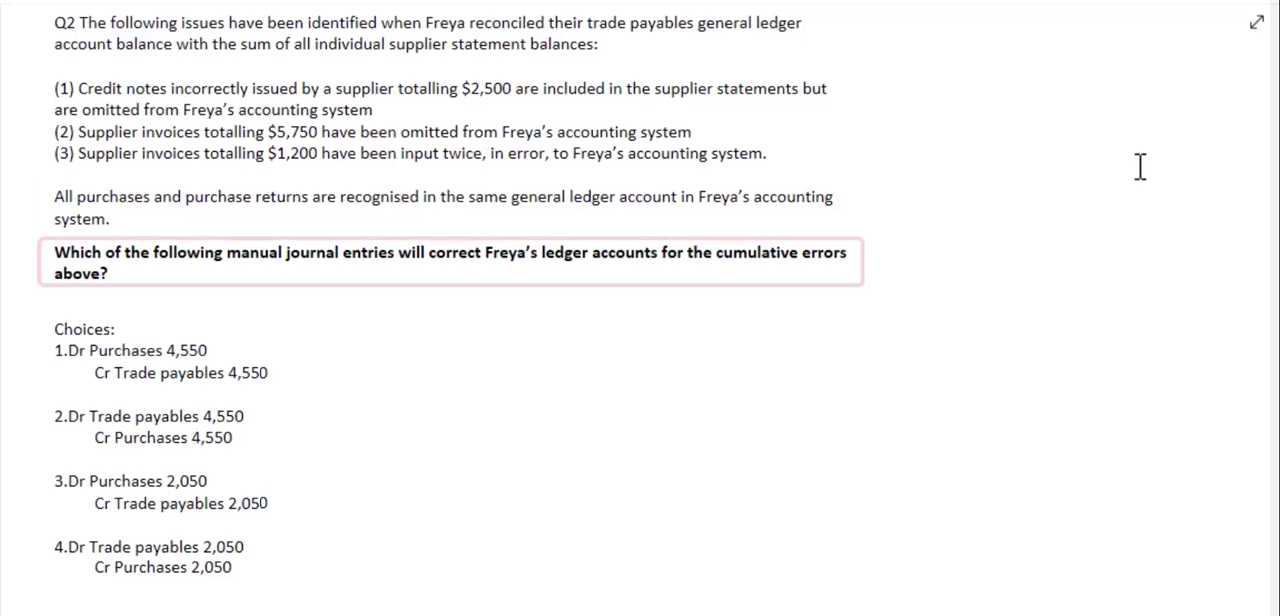 Q2 The following issues have been identified when Freya reconciled their trade payables general ledger
account balance with the sum of all individual supplier statement balances:
(1) Credit notes incorrectly issued by a supplier totalling $2,500 are included in the supplier statements but
are omitted from Freya's accounting system
(2) Supplier invoices totalling $5,750 have been omitted from Freya's accounting system
(3) Supplier invoices totalling $1,200 have been input twice, in error, to Freya's accounting system.
All purchases and purchase returns are recognised in the same general ledger account in Freya's accounting
system.
Which of the following manual journal entries will correct Freya's ledger accounts for the cumulative errors
above?
Choices:
1.Dr Purchases 4,550
Cr Trade payables 4,550
2.Dr Trade payables 4,550
Cr Purchases 4,550
3.Dr Purchases 2,050
Cr Trade payables 2,050
4.Dr Trade payables 2,050
Cr Purchases 2,050